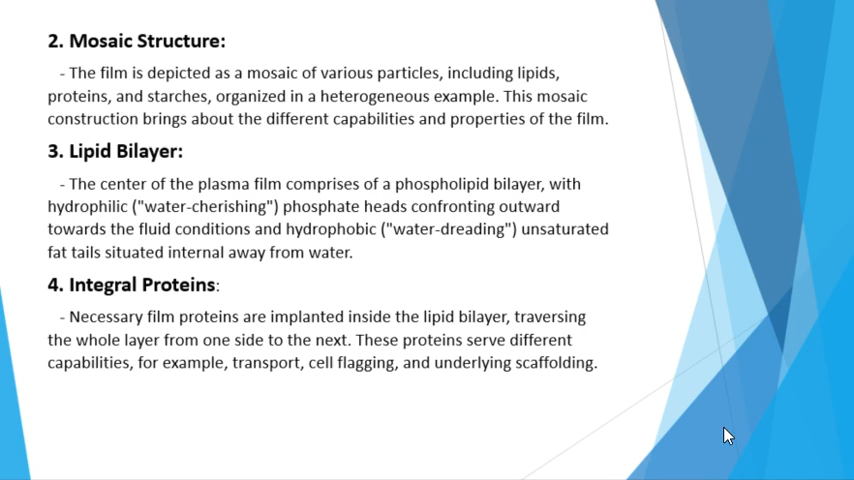 2. Mosaic Structure:
- The film is depicted as a mosaic of various particles, including lipids,
proteins, and starches, organized in a heterogeneous example. This mosaic
construction brings about the different capabilities and properties of the film.
3. Lipid Bilayer:
- The center of the plasma film comprises of a phospholipid bilayer, with
hydrophilic ("water-cherishing") phosphate heads confronting outward
towards the fluid conditions and hydrophobic ("water-dreading") unsaturated
fat tails situated internal away from water.
4. Integral Proteins:
- Necessary film proteins are implanted inside the lipid bilayer, traversing
the whole layer from one side to the next. These proteins serve different
capabilities, for example, transport, cell flagging, and underlying scaffolding.